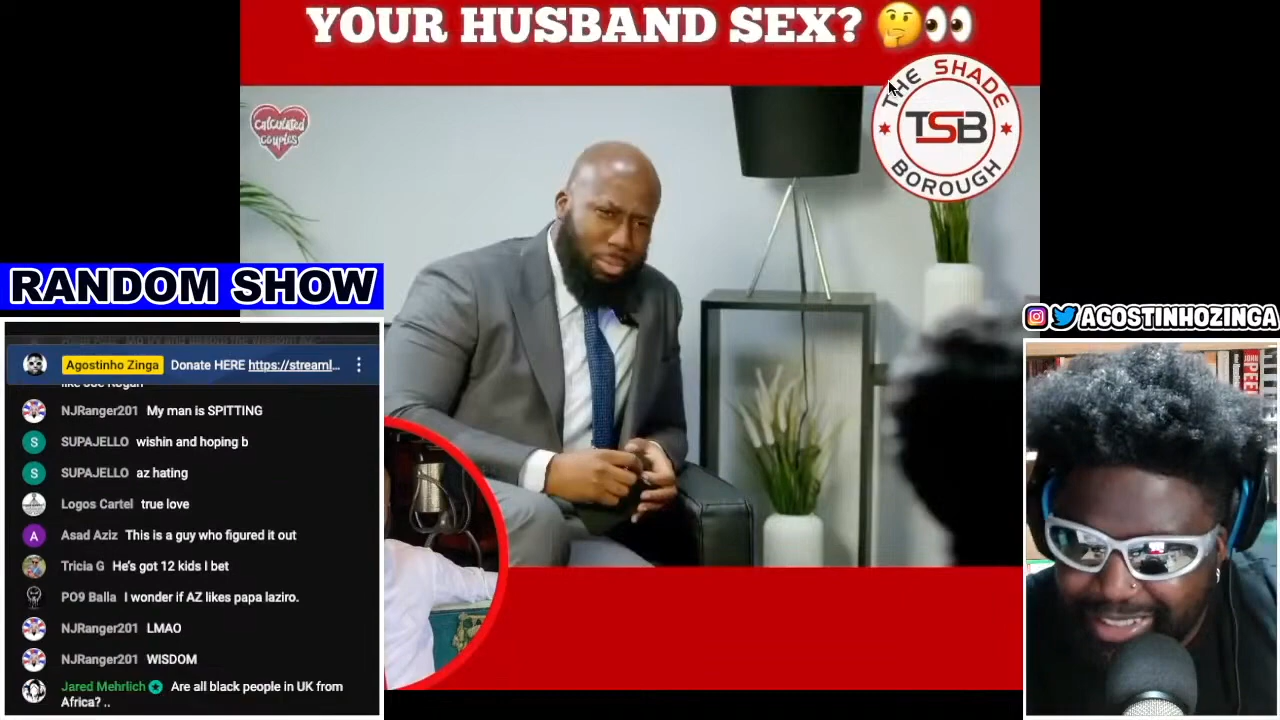 YOUR HUSBAND SEX? 🤔👀
THE SHADE
TSB
BOROUGH
Calculated
couples
RANDOM SHOW
AGOSTINHOZINGA
Agostinho Zinga Donate HERE https://streaml...
like Joe Rogan
NJRanger201 My man is SPITTING
SUPAJELLO wishin and hoping b
SUPAJELLO az hating
Logos Cartel true love
Asad Aziz This is a guy who figured it out
Tricia G He's got 12 kids I bet
PO9 Balla I wonder if AZ likes papa laziro.
NJRanger201 LMAO
NJRanger201 WISDOM
Jared Mehrlich Are all black people in UK from
Africa? ..